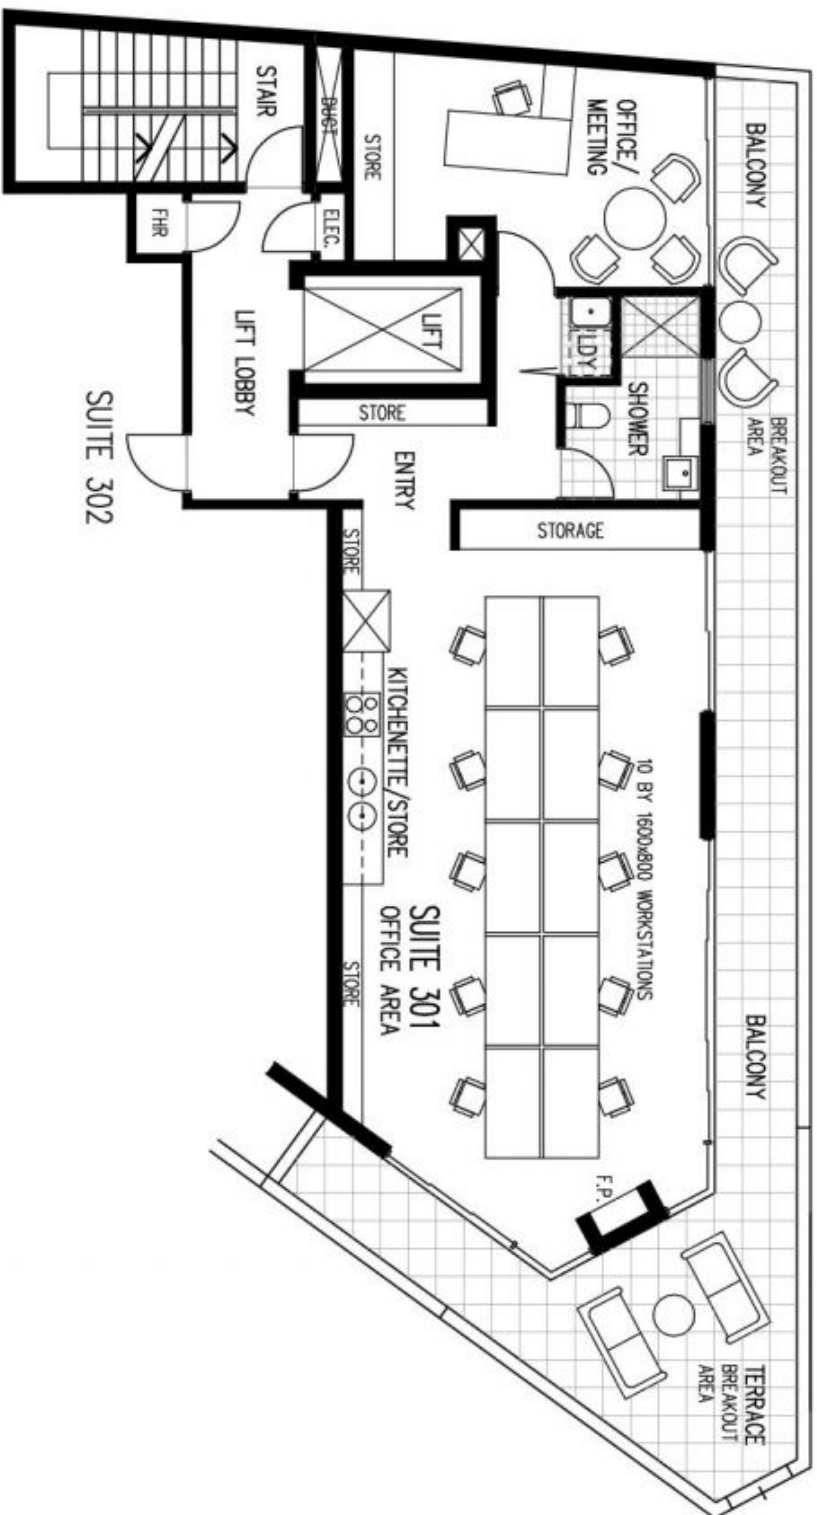 STAIR
DUCT
STORE
OFFICE/
MEETING
BALCONY
FHR
ELEC.
LIFT LOBBY
LIFT
LDY
SHOWER
BREAKOUT
AREA
STORE
ENTRY
SUITE 302
STORAGE
STORE
KITCHENETTE/STORE
10 BY 1600x800 WORKSTATIONS
SUITE 301
OFFICE AREA
STORE
BALCONY
F.P.
TERRACE
BREAKOUT
AREA